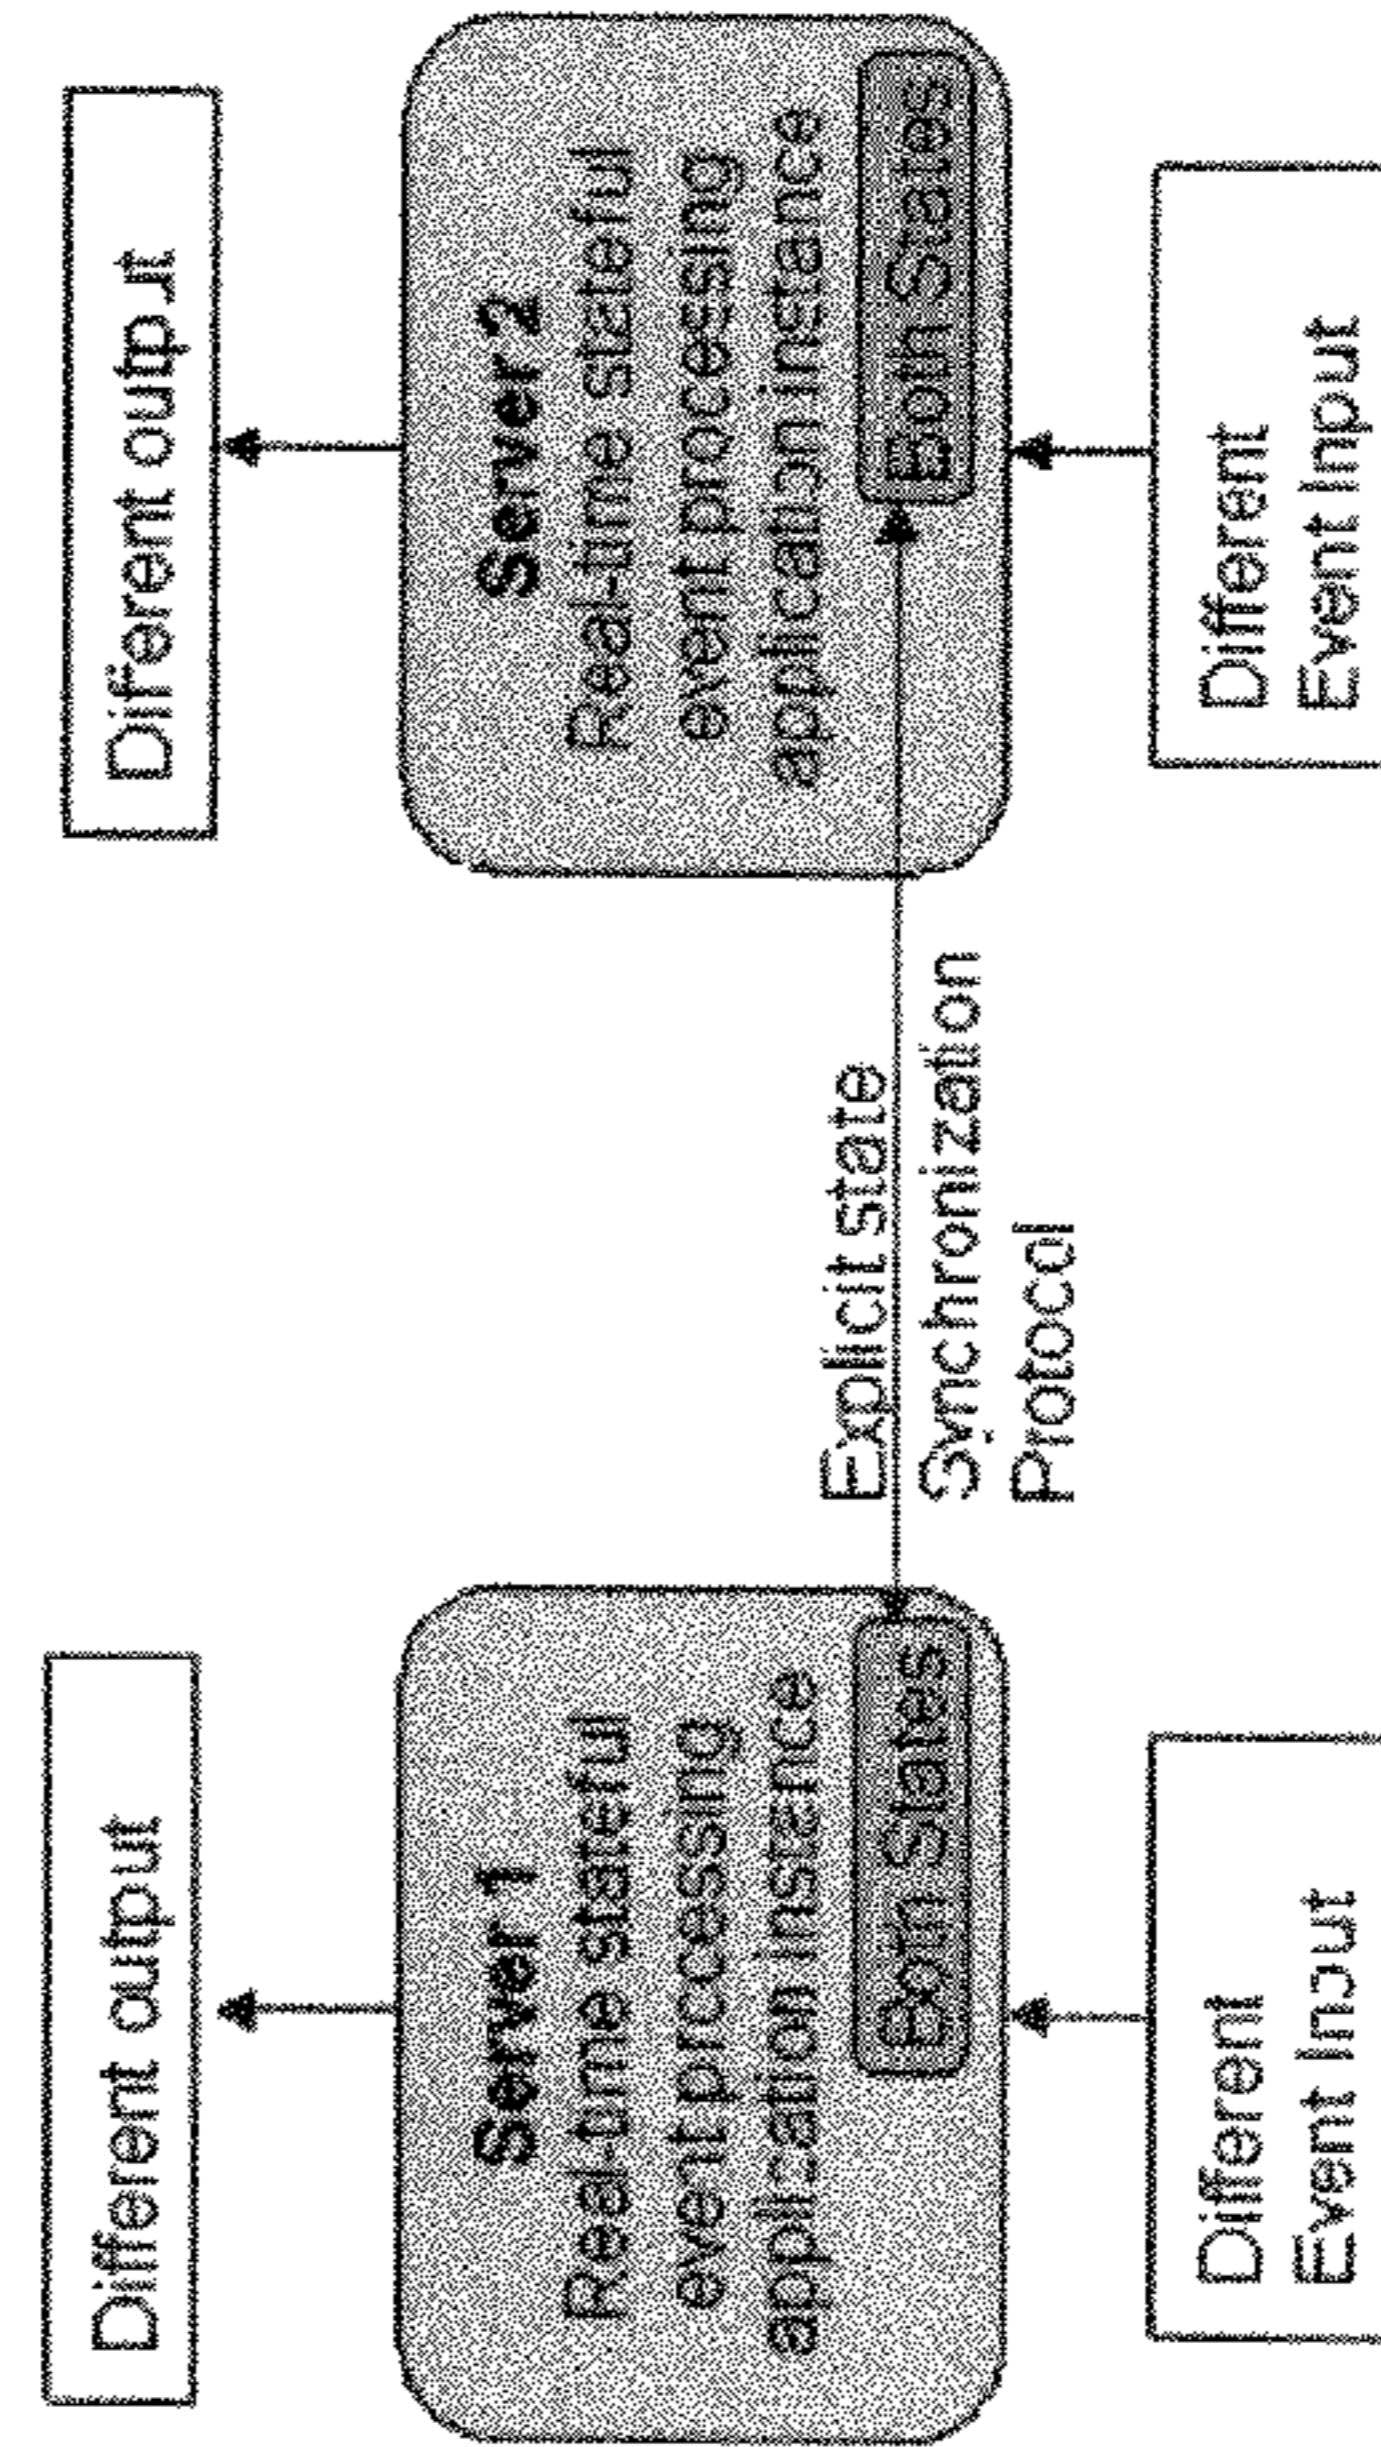 Different output
Server 1
Real-time stateful
event processing
application instance
Both States
Different
Event Input
Explicit state
Synchronization
Protocol
Different output
Server 2
Real-time stateful
event processing
application instance
Both States
Different
Event Input